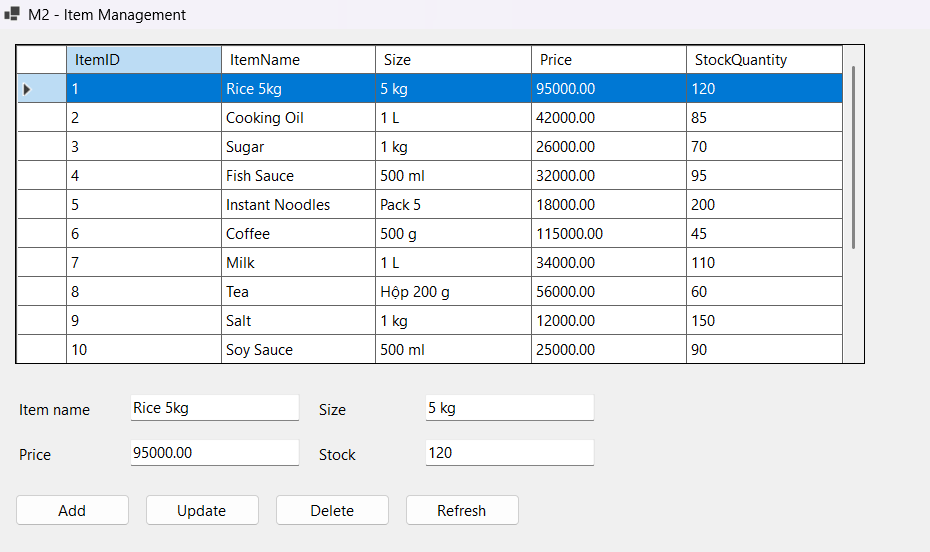 M2 - Item Management
ItemID ItemName Size Price StockQuantity
1 Rice 5kg 5 kg 95000.00 120
2 Cooking Oil 1 L 42000.00 85
3 Sugar 1 kg 26000.00 70
4 Fish Sauce 500 ml 32000.00 95
5 Instant Noodles Pack 5 18000.00 200
6 Coffee 500 g 115000.00 45
7 Milk 1 L 34000.00 110
8 Tea Hộp 200 g 56000.00 60
9 Salt 1 kg 12000.00 150
10 Soy Sauce 500 ml 25000.00 90
Item name Rice 5kg Size 5 kg
Price 95000.00 Stock 120
Add Update Delete Refresh